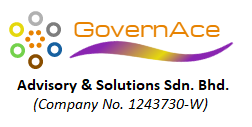 GovernAce
Advisory & Solutions Sdn. Bhd.
(Company No. 1243730-W)